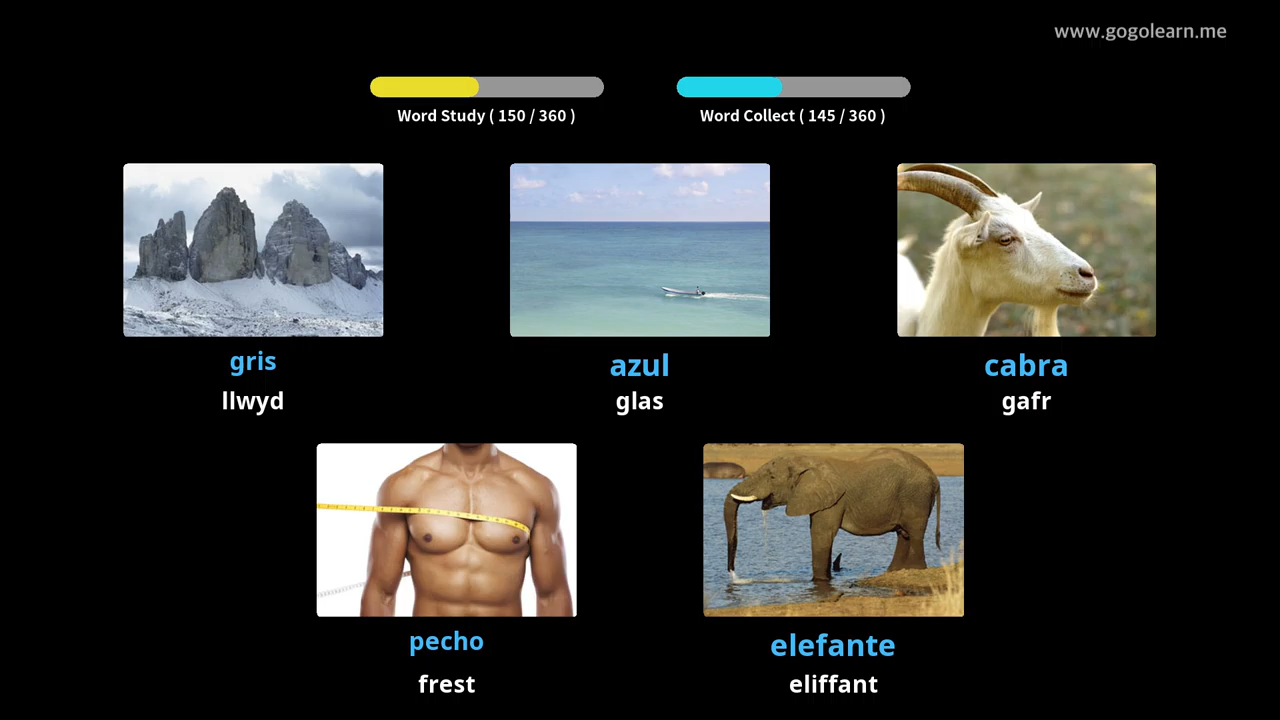 www.gogolearn.me
Word Study ( 150 / 360 )
Word Collect ( 145 / 360 )
gris
llwyd
azul
glas
cabra
gafr
pecho
frest
elefante
eliffant